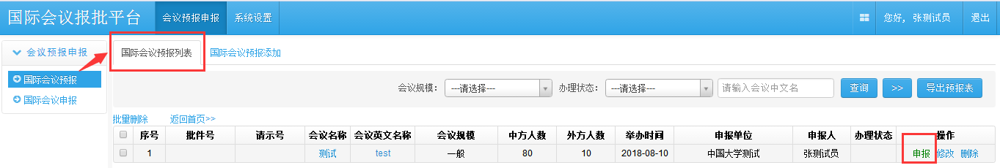 国际会议报批平台 会议预报申报 系统设置 您好, 张测试员 退出
会议预报申报 国际会议预报列表 国际会议预报添加
国际会议预报
国际会议申报
会议规模： ---请选择--- 办理状态： ---请选择--- 请输入会议中文名 查询 >> 导出预报表
批量删除 返回首页>>
序号 批件号 请示号 会议名称 会议英文名称 会议规模 中方人数 外方人数 举办时间 申报单位 申报人 办理状态 操作
1 测试 test 一般 80 10 2018-08-10 中国大学测试 张测试员 申报 修改 删除